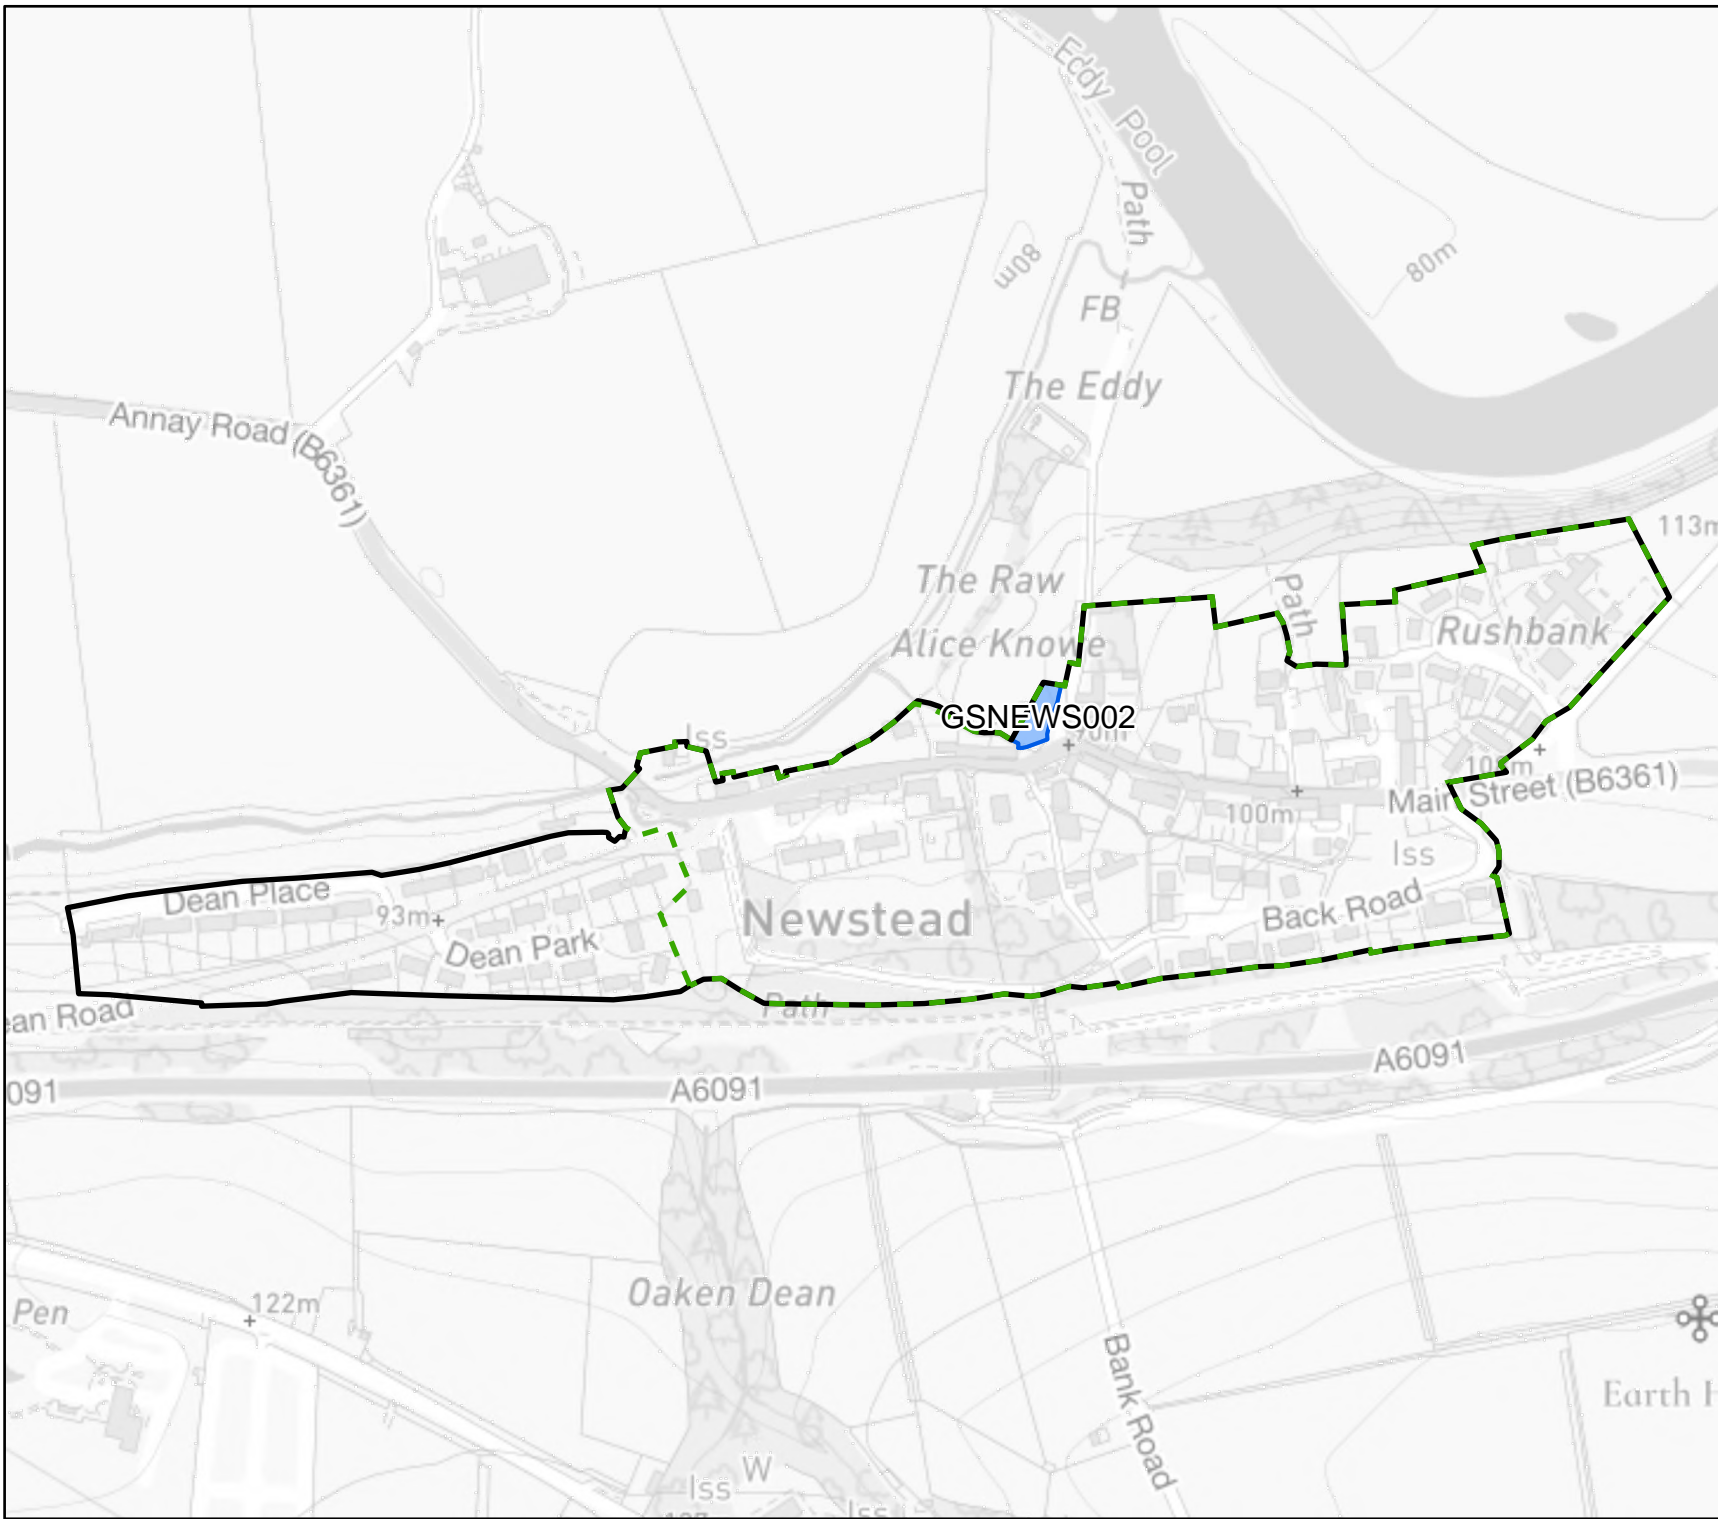 Eddy Pool
Path
80m
80m
FB
The Eddy
Annay Road (B6361)
113m
The Raw
Path
Alice Knowe
Rushbank
GSNEWS002
Iss
90m
Main Street (B6361)
100m
Iss
Dean Place
93m
Newstead
Back Road
Dean Park
ean Road
Path
A6091
A6091
091
Oaken Dean
122m
Pen
Bank Road
Earth H
W
Iss
Iss